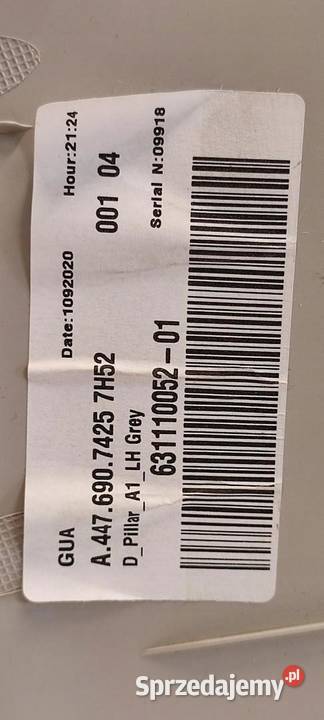 GUA Date:1092020 Hour:21:24
A.447.690.7425 7H52 001 04
D_Pillar_A1_LH Grey Serial N:09918
631110052-01
Sprzedajemy.pl